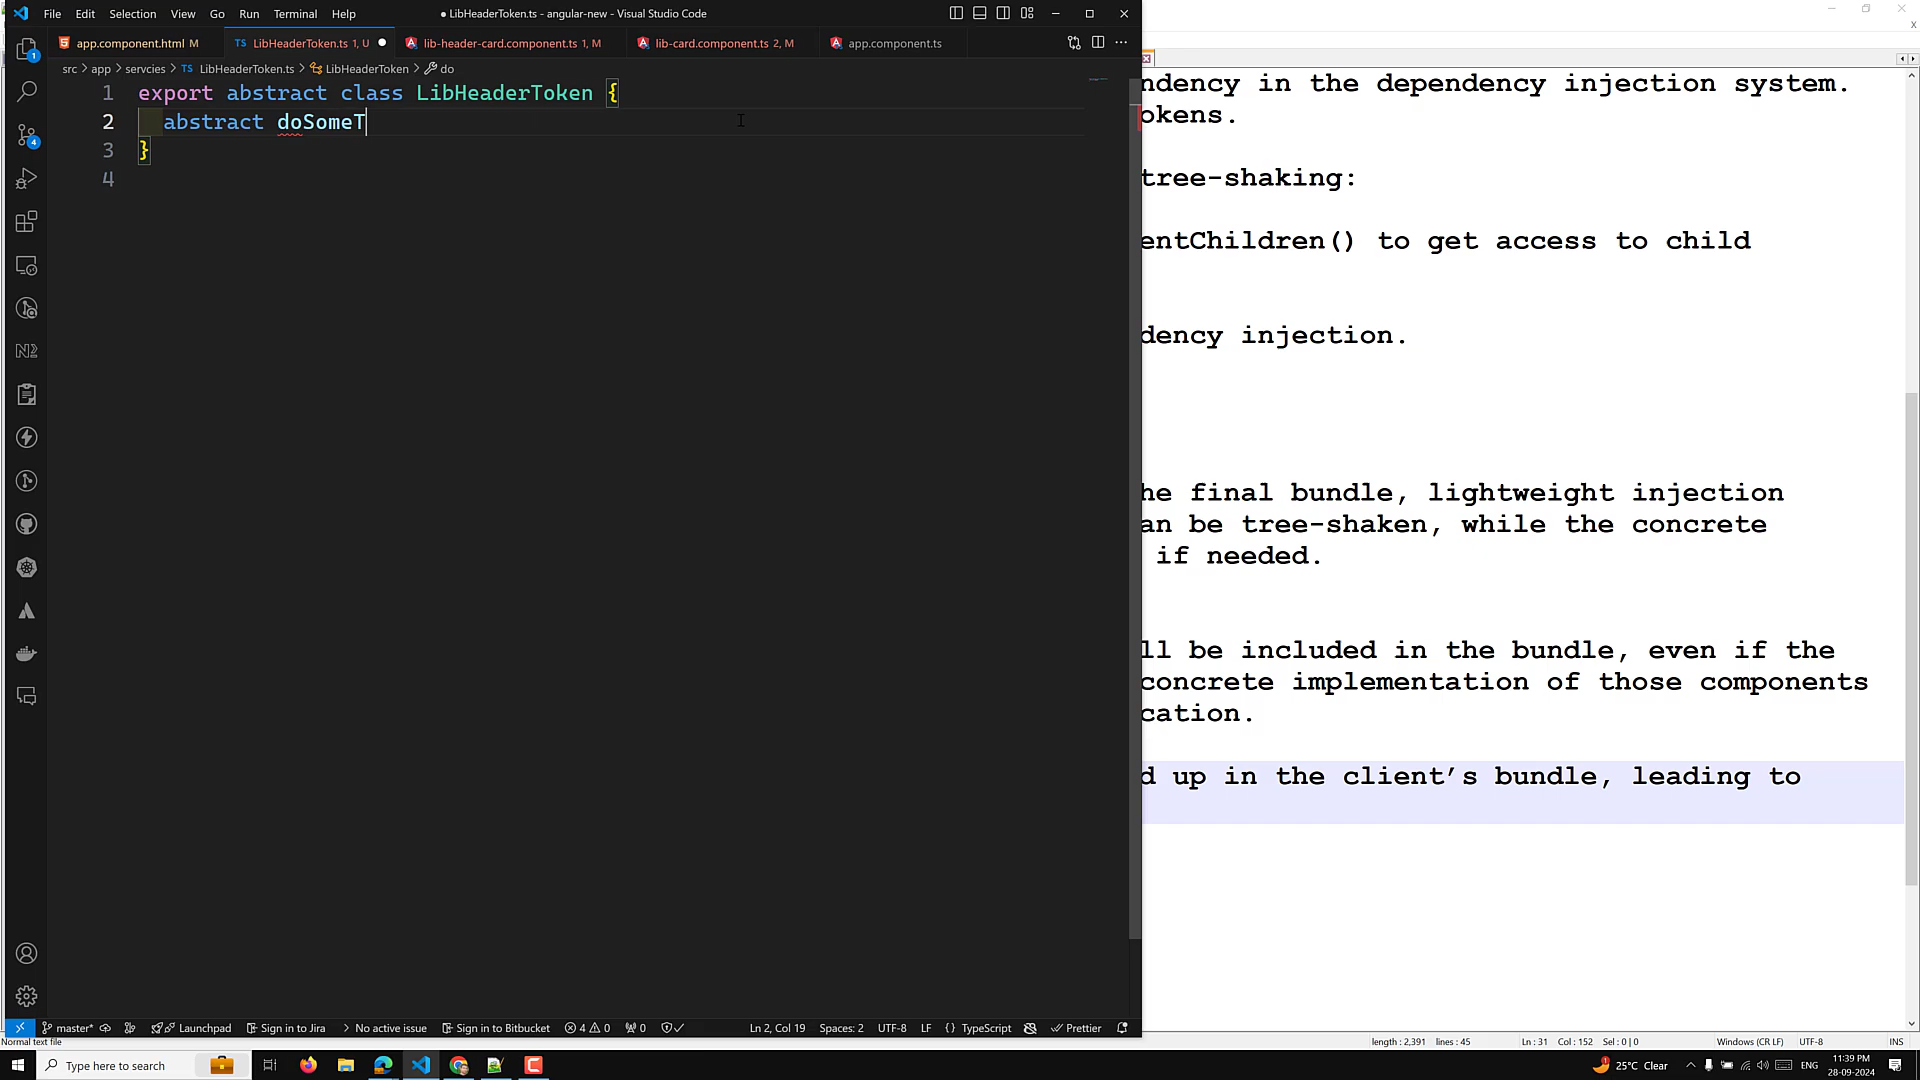 File Edit Selection View Go Run Terminal Help
● LibHeaderToken.ts - angular-new - Visual Studio Code
app.component.html M
LibHeaderToken.ts 1, U ●
lib-header-card.component.ts 1, M
lib-card.component.ts 2, M
app.component.ts
src > app > servcies > TS LibHeaderToken.ts > LibHeaderToken > do
1 export abstract class LibHeaderToken {
2 abstract doSomeT
3 }
4
ndency in the dependency injection system.
okens.
tree-shaking:
entChildren() to get access to child
dency injection.
he final bundle, lightweight injection
an be tree-shaken, while the concrete
if needed.
ll be included in the bundle, even if the
concrete implementation of those components
cation.
d up in the client’s bundle, leading to
master* Launchpad Sign in to Jira No active issue Sign in to Bitbucket 4 0 0 Ln 2, Col 19 Spaces: 2 UTF-8 LF {} TypeScript Prettier
Normal text file length : 2,391 lines : 45 Ln : 31 Col : 152 Sel : 0 | 0 Windows (CR LF) UTF-8 INS
Type here to search
25°C Clear
ENG
11:39 PM
28-09-2024